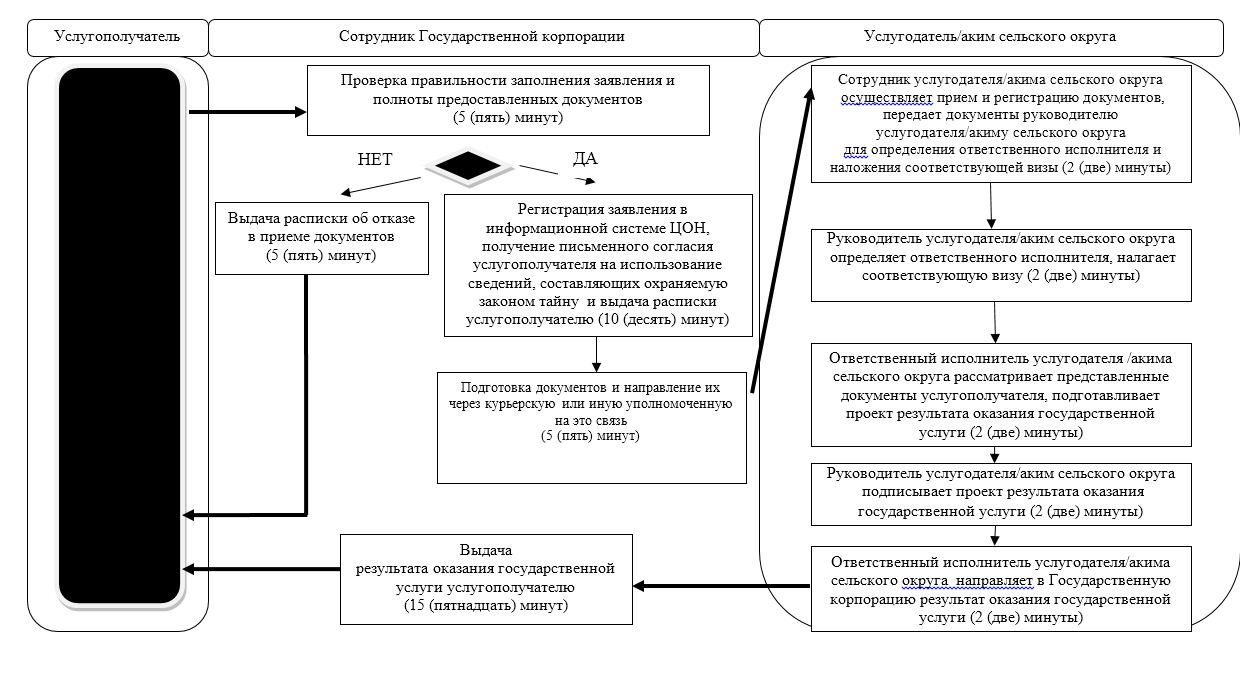 Услугополучатель
Сотрудник Государственной корпорации
Услугодатель/аким сельского округа
Проверка правильности заполнения заявления и
полноты предоставленных документов
(5 (пять) минут)
НЕТ
ДА
Выдача расписки об отказе
в приеме документов
(5 (пять) минут)
Регистрация заявления в
информационной системе ЦОН,
получение письменного согласия
услугополучателя на использование
сведений, составляющих охраняемую
законом тайну и выдача расписки
услугополучателю (10 (десять) минут)
Подготовка документов и направление их
через курьерскую или иную уполномоченную
на это связь
(5 (пять) минут)
Сотрудник услугодателя/акима сельского округа
осуществляет прием и регистрацию документов,
передает документы руководителю
услугодателя/акиму сельского округа
для определения ответственного исполнителя и
наложения соответствующей визы (2 (две) минуты)
Руководитель услугодателя/аким сельского округа
определяет ответственного исполнителя, налагает
соответствующую визу (2 (две) минуты)
Ответственный исполнитель услугодателя /акима
сельского округа рассматривает представленные
документы услугополучателя, подготавливает
проект результата оказания государственной
услуги (2 (две) минуты)
Руководитель услугодателя/аким сельского округа
подписывает проект результата оказания
государственной услуги (2 (две) минуты)
Ответственный исполнитель услугодателя/акима
сельского округа направляет в Государственную
корпорацию результат оказания государственной
услуги (2 (две) минуты)
Выдача
результата оказания государственной
услуги услугополучателю
(15 (пятнадцать) минут)